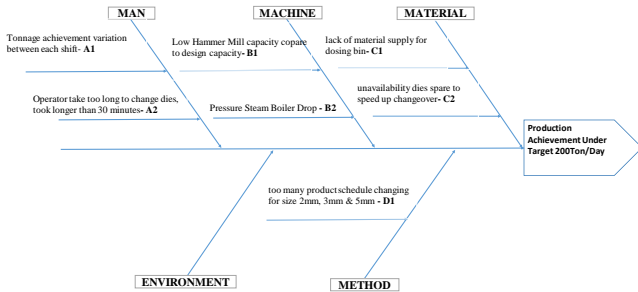 MAN
MACHINE
MATERIAL
Tonnage achievement variation
between each shift- A1
Low Hammer Mill capacity copare
to design capacity- B1
lack of material supply for
dosing bin- C1
Operator take too long to change dies,
took longer than 30 minutes- A2
Pressure Steam Boiler Drop - B2
unavailability dies spare to
speed up changeover- C2
Production
Achievement Under
Target 200Ton/Day
too many product schedule changing
for size 2mm, 3mm & 5mm - D1
ENVIRONMENT
METHOD